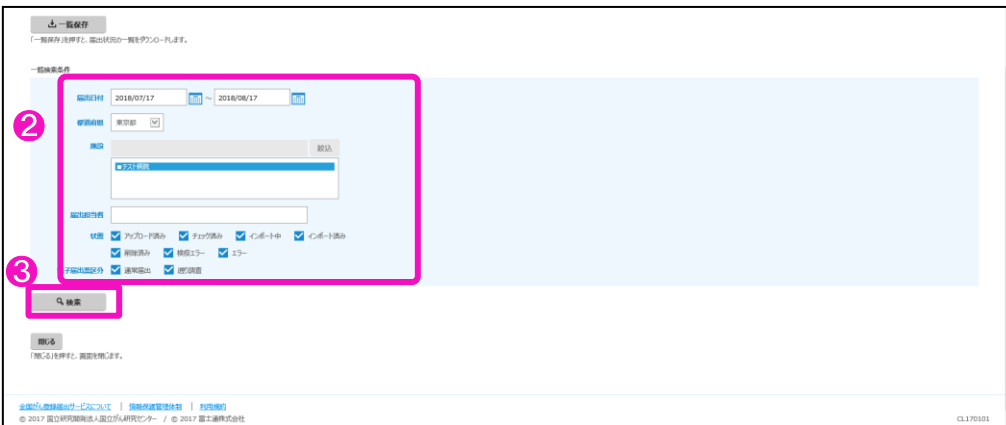 一覧保存
「一覧保存」を押すと、届出状況の一覧をダウンロードします。
一覧検索条件
届出日付 2018/07/17 ~ 2018/08/17
2
都道府県 東京都
施設 絞込
■テスト病院
届出担当者
状態 アップロード済み チェック済み インポート中 インポート済み
削除済み 検疫エラー エラー
3
子届出票区分 通常届出 遡り調査
検索
閉じる
「閉じる」を押すと、画面を閉じます。
全国がん登録届出サービスについて | 情報保護管理体制 | 利用規約
© 2017 国立研究開発法人国立がん研究センター / © 2017 富士通株式会社 CL170101